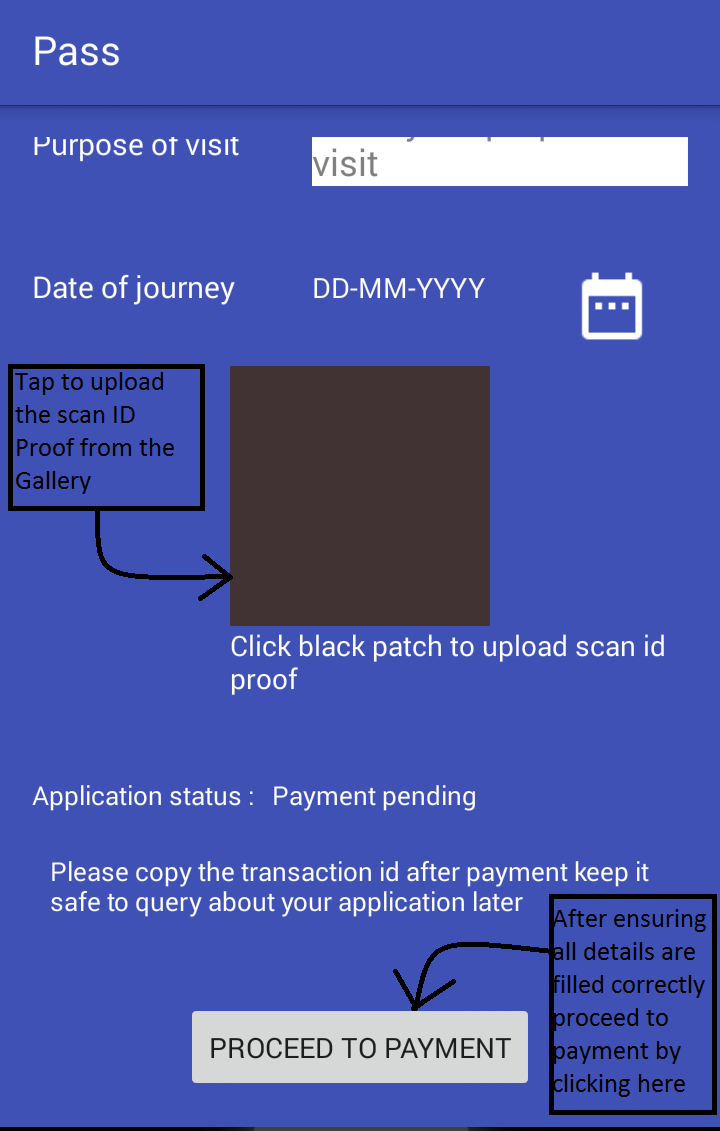 Pass
Purpose of visit
visit
Date of journey
DD-MM-YYYY
Tap to upload
the scan ID
Proof from the
Gallery
Click black patch to upload scan id
proof
Application status : Payment pending
Please copy the transaction id after payment keep it
safe to query about your application later
After ensuring
all details are
filled correctly
proceed to
payment by
clicking here
PROCEED TO PAYMENT